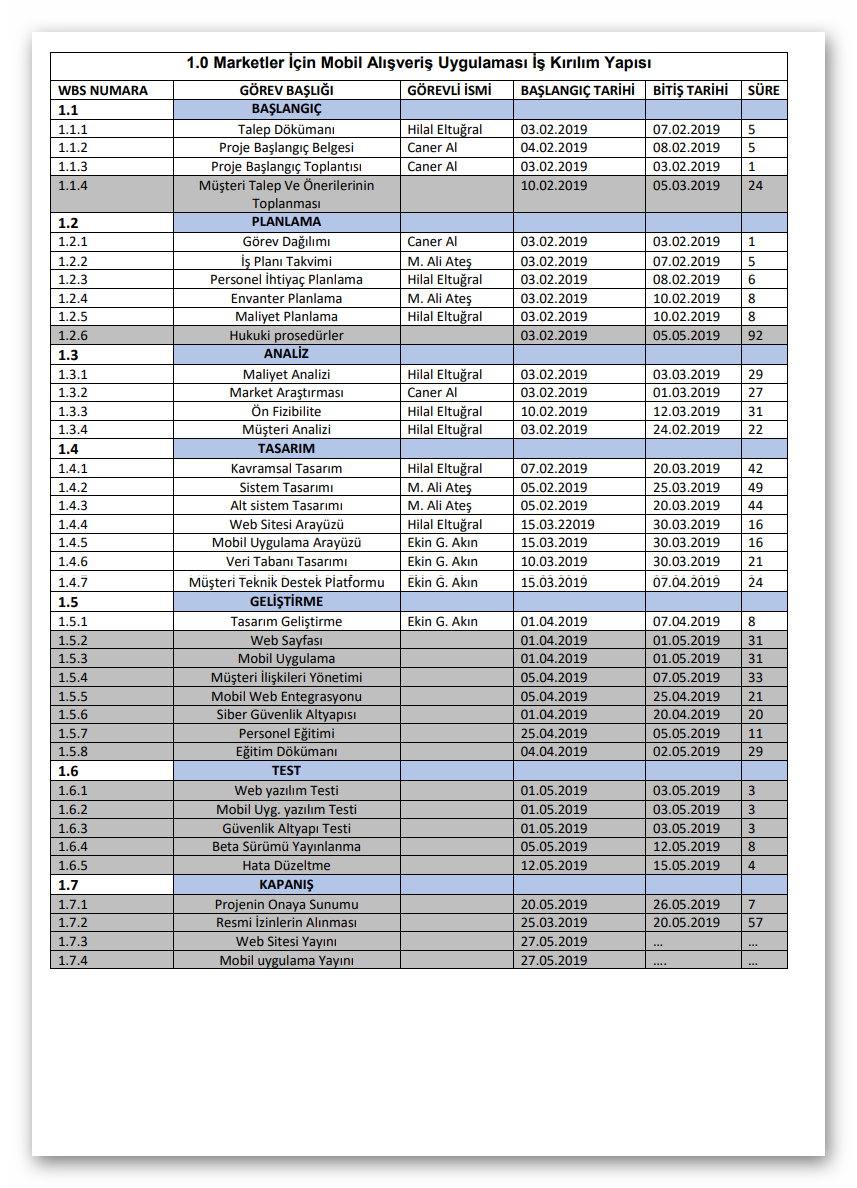 1.0 Marketler İçin Mobil Alışveriş Uygulaması İş Kırılım Yapısı
WBS NUMARA GÖREV BAŞLIĞI GÖREVLİ İSMİ BAŞLANGIÇ TARİHİ BİTİŞ TARİHİ SÜRE
1.1 BAŞLANGIÇ
1.1.1 Talep Dökümanı Hilal Eltuğral 03.02.2019 07.02.2019 5
1.1.2 Proje Başlangıç Belgesi Caner Al 04.02.2019 08.02.2019 5
1.1.3 Proje Başlangıç Toplantısı Caner Al 03.02.2019 03.02.2019 1
1.1.4 Müşteri Talep Ve Önerilerinin 10.02.2019 05.03.2019 24
Toplanması
1.2 PLANLAMA
1.2.1 Görev Dağılımı Caner Al 03.02.2019 03.02.2019 1
1.2.2 İş Planı Takvimi M. Ali Ateş 03.02.2019 07.02.2019 5
1.2.3 Personel İhtiyaç Planlama Hilal Eltuğral 03.02.2019 08.02.2019 6
1.2.4 Envanter Planlama M. Ali Ateş 03.02.2019 10.02.2019 8
1.2.5 Maliyet Planlama Hilal Eltuğral 03.02.2019 10.02.2019 8
1.2.6 Hukuki prosedürler 03.02.2019 05.05.2019 92
1.3 ANALİZ
1.3.1 Maliyet Analizi Hilal Eltuğral 03.02.2019 03.03.2019 29
1.3.2 Market Araştırması Caner Al 03.02.2019 01.03.2019 27
1.3.3 Ön Fizibilite Hilal Eltuğral 10.02.2019 12.03.2019 31
1.3.4 Müşteri Analizi Hilal Eltuğral 03.02.2019 24.02.2019 22
1.4 TASARIM
1.4.1 Kavramsal Tasarım Hilal Eltuğral 07.02.2019 20.03.2019 42
1.4.2 Sistem Tasarımı M. Ali Ateş 05.02.2019 25.03.2019 49
1.4.3 Alt sistem Tasarımı M. Ali Ateş 05.02.2019 20.03.2019 44
1.4.4 Web Sitesi Arayüzü Hilal Eltuğral 15.03.22019 30.03.2019 16
1.4.5 Mobil Uygulama Arayüzü Ekin G. Akın 15.03.2019 30.03.2019 16
1.4.6 Veri Tabanı Tasarımı Ekin G. Akın 10.03.2019 30.03.2019 21
1.4.7 Müşteri Teknik Destek Platformu Ekin G. Akın 15.03.2019 07.04.2019 24
1.5 GELİŞTİRME
1.5.1 Tasarım Geliştirme Ekin G. Akın 01.04.2019 07.04.2019 8
1.5.2 Web Sayfası 01.04.2019 01.05.2019 31
1.5.3 Mobil Uygulama 01.04.2019 01.05.2019 31
1.5.4 Müşteri İlişkileri Yönetimi 05.04.2019 07.05.2019 33
1.5.5 Mobil Web Entegrasyonu 05.04.2019 25.04.2019 21
1.5.6 Siber Güvenlik Altyapısı 01.04.2019 20.04.2019 20
1.5.7 Personel Eğitimi 25.04.2019 05.05.2019 11
1.5.8 Eğitim Dökümanı 04.04.2019 02.05.2019 29
1.6 TEST
1.6.1 Web yazılım Testi 01.05.2019 03.05.2019 3
1.6.2 Mobil Uyg. yazılım Testi 01.05.2019 03.05.2019 3
1.6.3 Güvenlik Altyapı Testi 01.05.2019 03.05.2019 3
1.6.4 Beta Sürümü Yayınlanma 05.05.2019 12.05.2019 8
1.6.5 Hata Düzeltme 12.05.2019 15.05.2019 4
1.7 KAPANIŞ
1.7.1 Projenin Onaya Sunumu 20.05.2019 26.05.2019 7
1.7.2 Resmi İzinlerin Alınması 25.03.2019 20.05.2019 57
1.7.3 Web Sitesi Yayını 27.05.2019 ... ...
1.7.4 Mobil uygulama Yayını 27.05.2019 .... ...